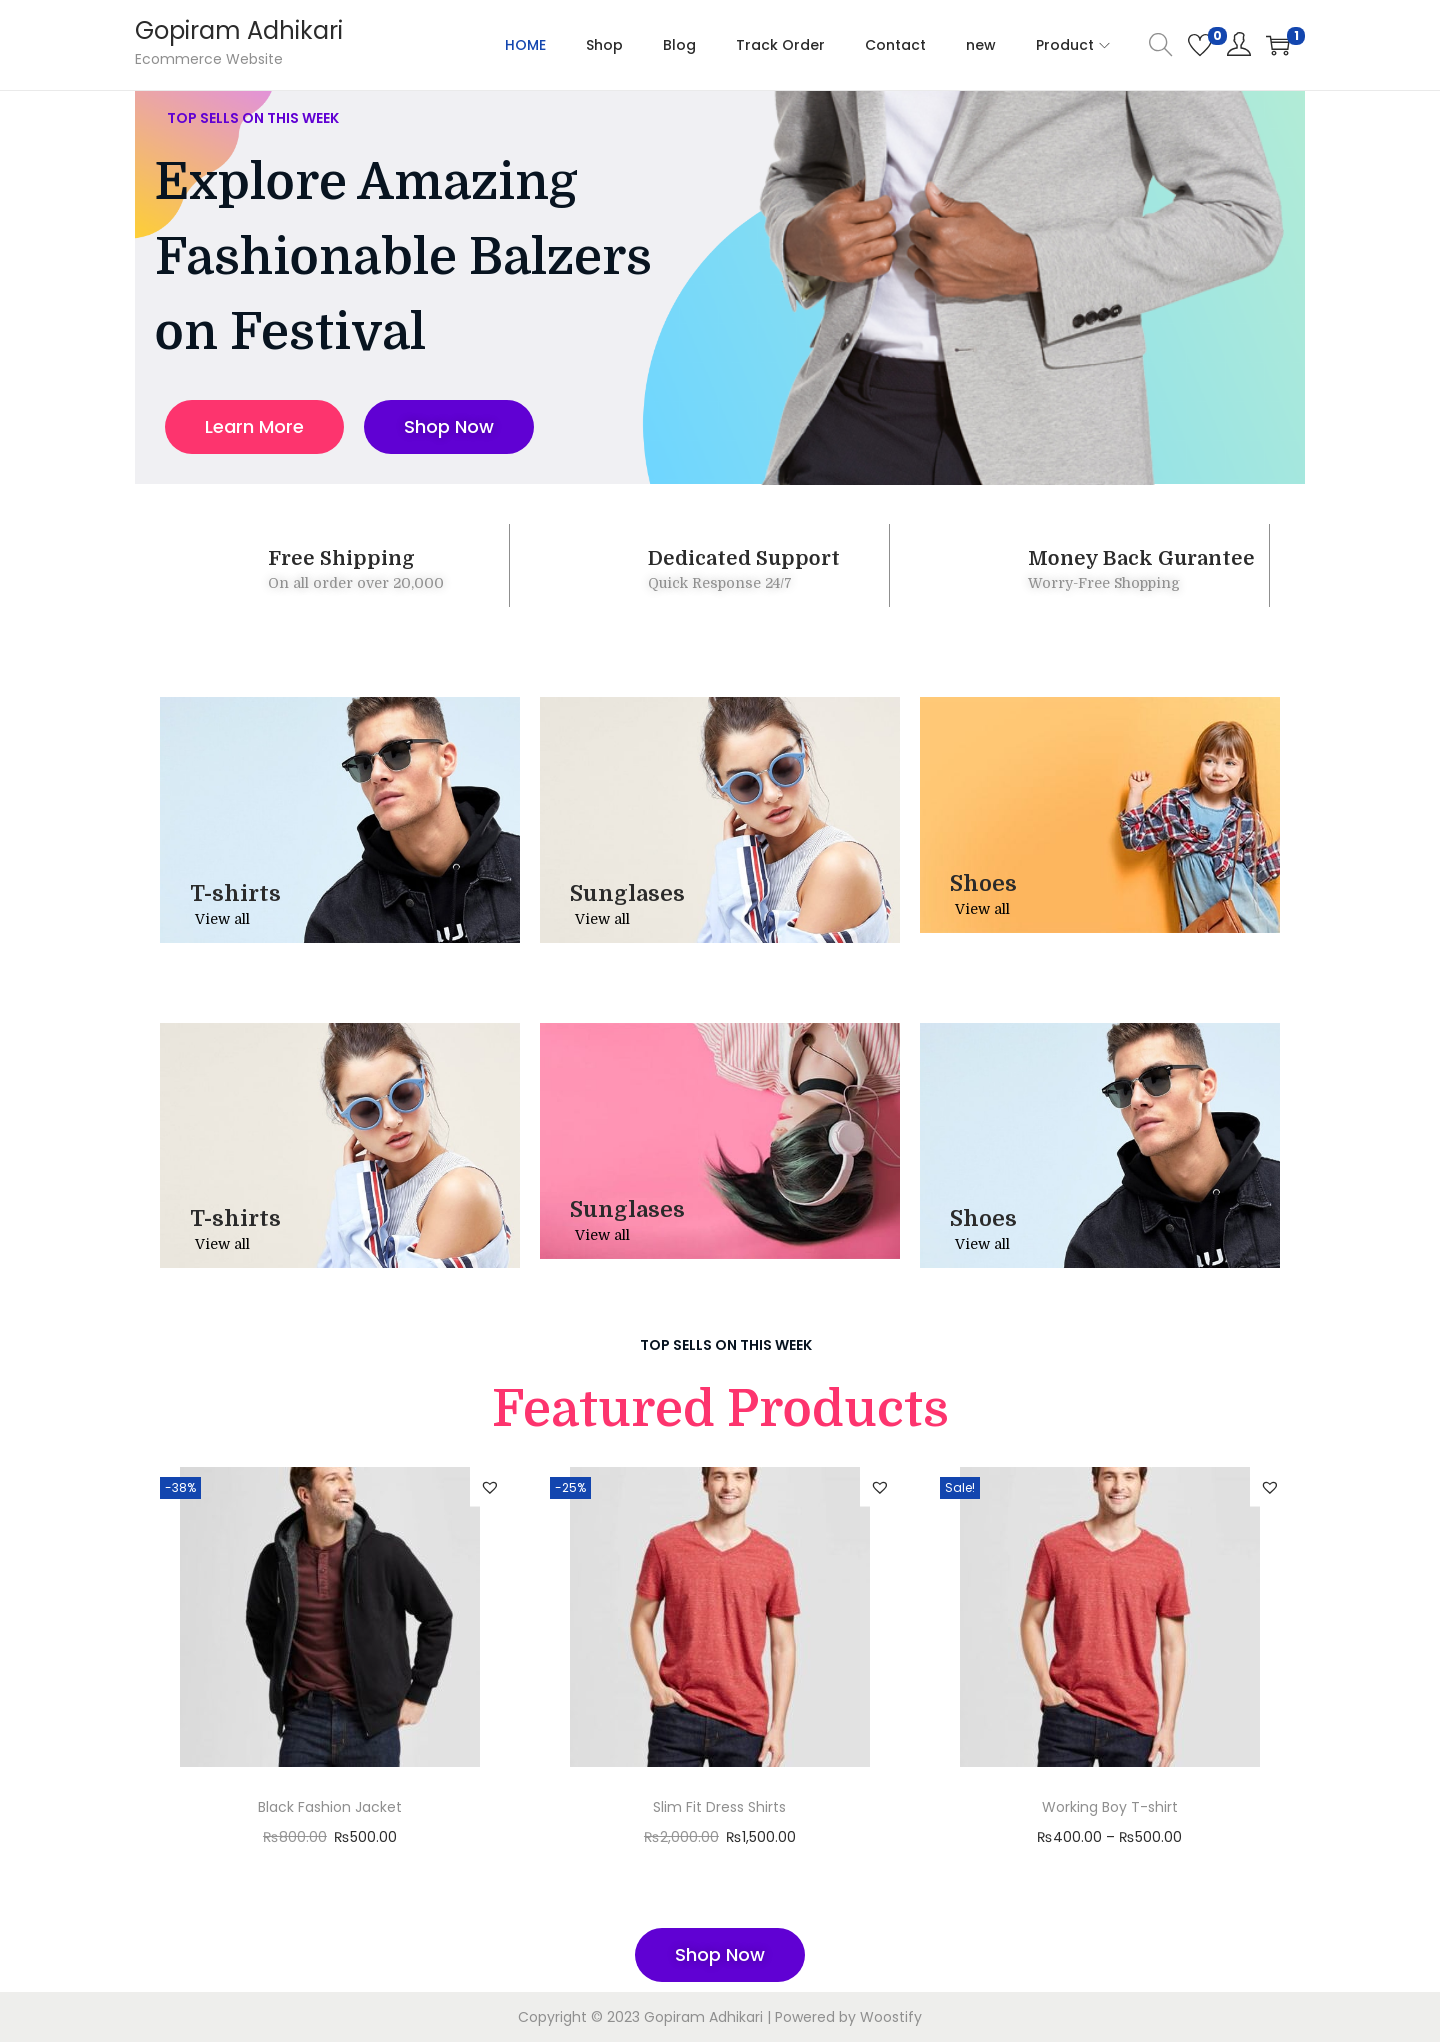 Gopiram Adhikari
Ecommerce Website
HOME Shop Blog Track Order Contact new Product 0 1
TOP SELLS ON THIS WEEK
Explore Amazing
Fashionable Balzers
on Festival
Learn More Shop Now
Free Shipping
On all order over 20,000
Dedicated Support
Quick Response 24/7
Money Back Gurantee
Worry-Free Shopping
T-shirts
View all
Sunglases
View all
Shoes
View all
T-shirts
View all
Sunglases
View all
Shoes
View all
TOP SELLS ON THIS WEEK
Featured Products
-38%
-25%
Sale!
Black Fashion Jacket
₨800.00 ₨500.00
Slim Fit Dress Shirts
₨2,000.00 ₨1,500.00
Working Boy T-shirt
₨400.00 – ₨500.00
Shop Now
Copyright © 2023 Gopiram Adhikari | Powered by Woostify